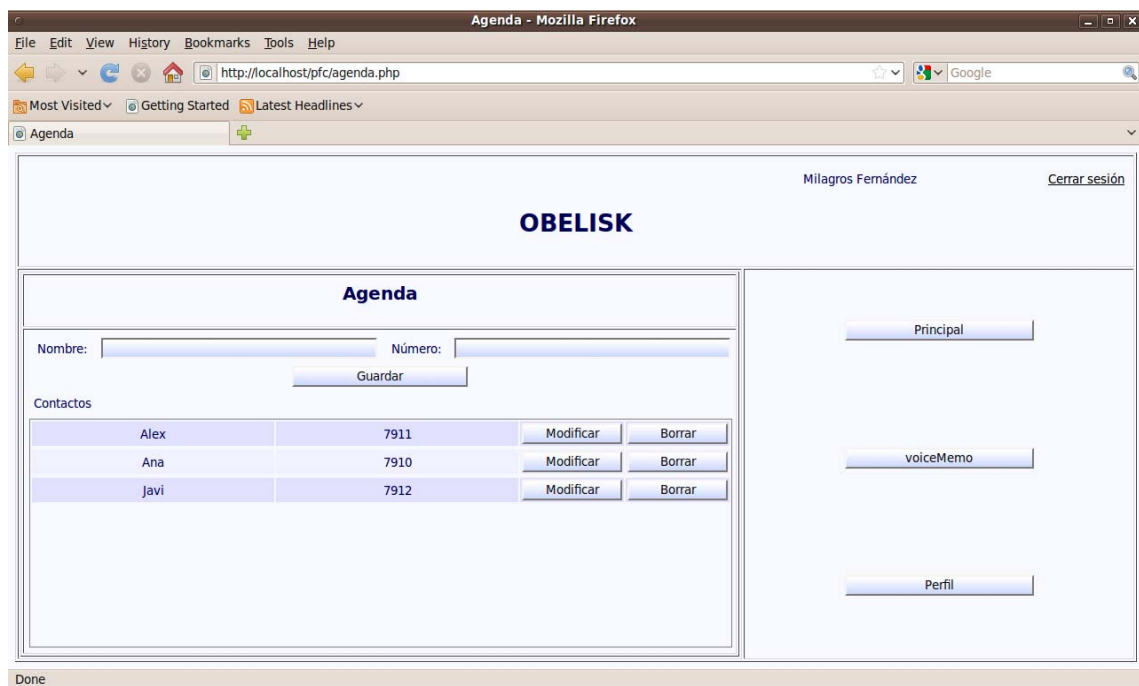 Agenda - Mozilla Firefox
File Edit View History Bookmarks Tools Help
http://localhost/pfc/agenda.php
Google
Most Visited Getting Started Latest Headlines
Agenda
Milagros Fernández Cerrar sesión
OBELISK
Agenda
Nombre: Número:
Guardar
Contactos
Alex 7911 Modificar Borrar
Ana 7910 Modificar Borrar
Javi 7912 Modificar Borrar
Principal
voiceMemo
Perfil
Done